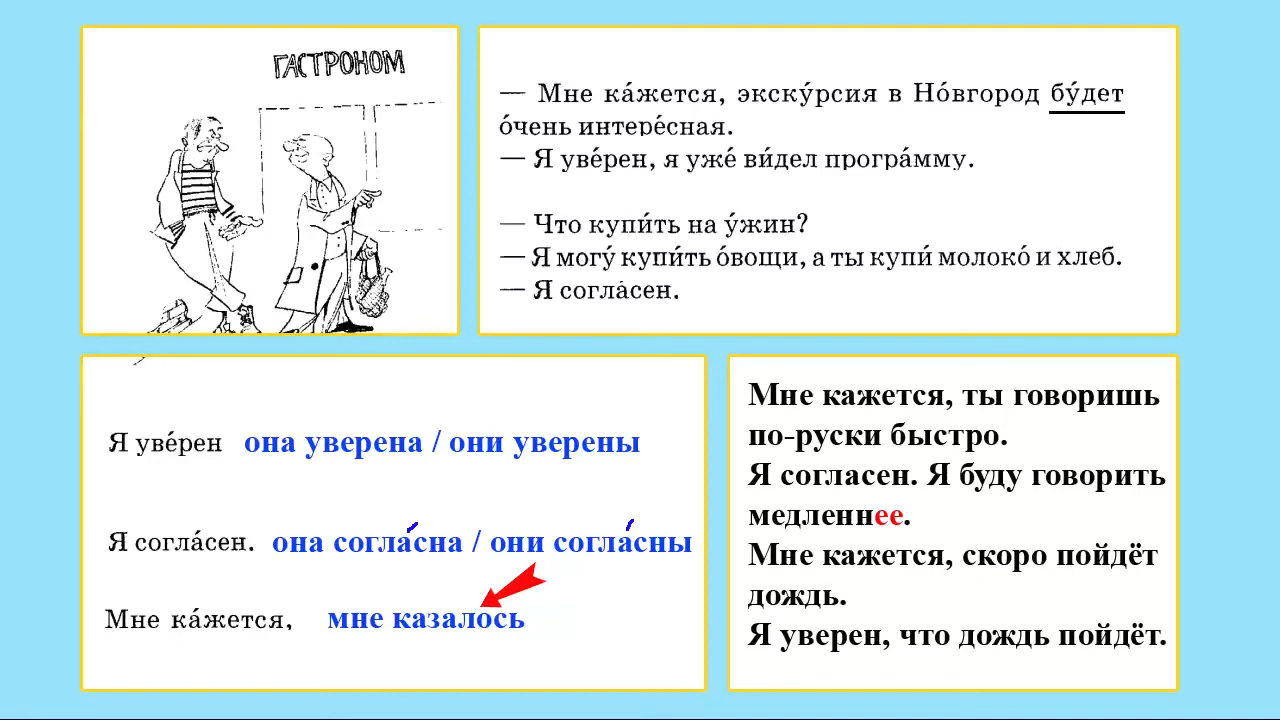 ГАСТРОНОМ
— Мне ка́жется, экску́рсия в Но́вгород бу́дет
о́чень интере́сная.
— Я уве́рен, я уже́ ви́дел програ́мму.
— Что купи́ть на у́жин?
— Я могу́ купи́ть о́вощи, а ты купи́ молоко́ и хлеб.
— Я согла́сен.
Я уве́рен она уверена / они уверены
Я согла́сен. она согла́сна / они согла́сны
Мне ка́жется, мне казалось
Мне кажется, ты говоришь
по-руски быстро.
Я согласен. Я буду говорить
медленнее.
Мне кажется, скоро пойдёт
дождь.
Я уверен, что дождь пойдёт.